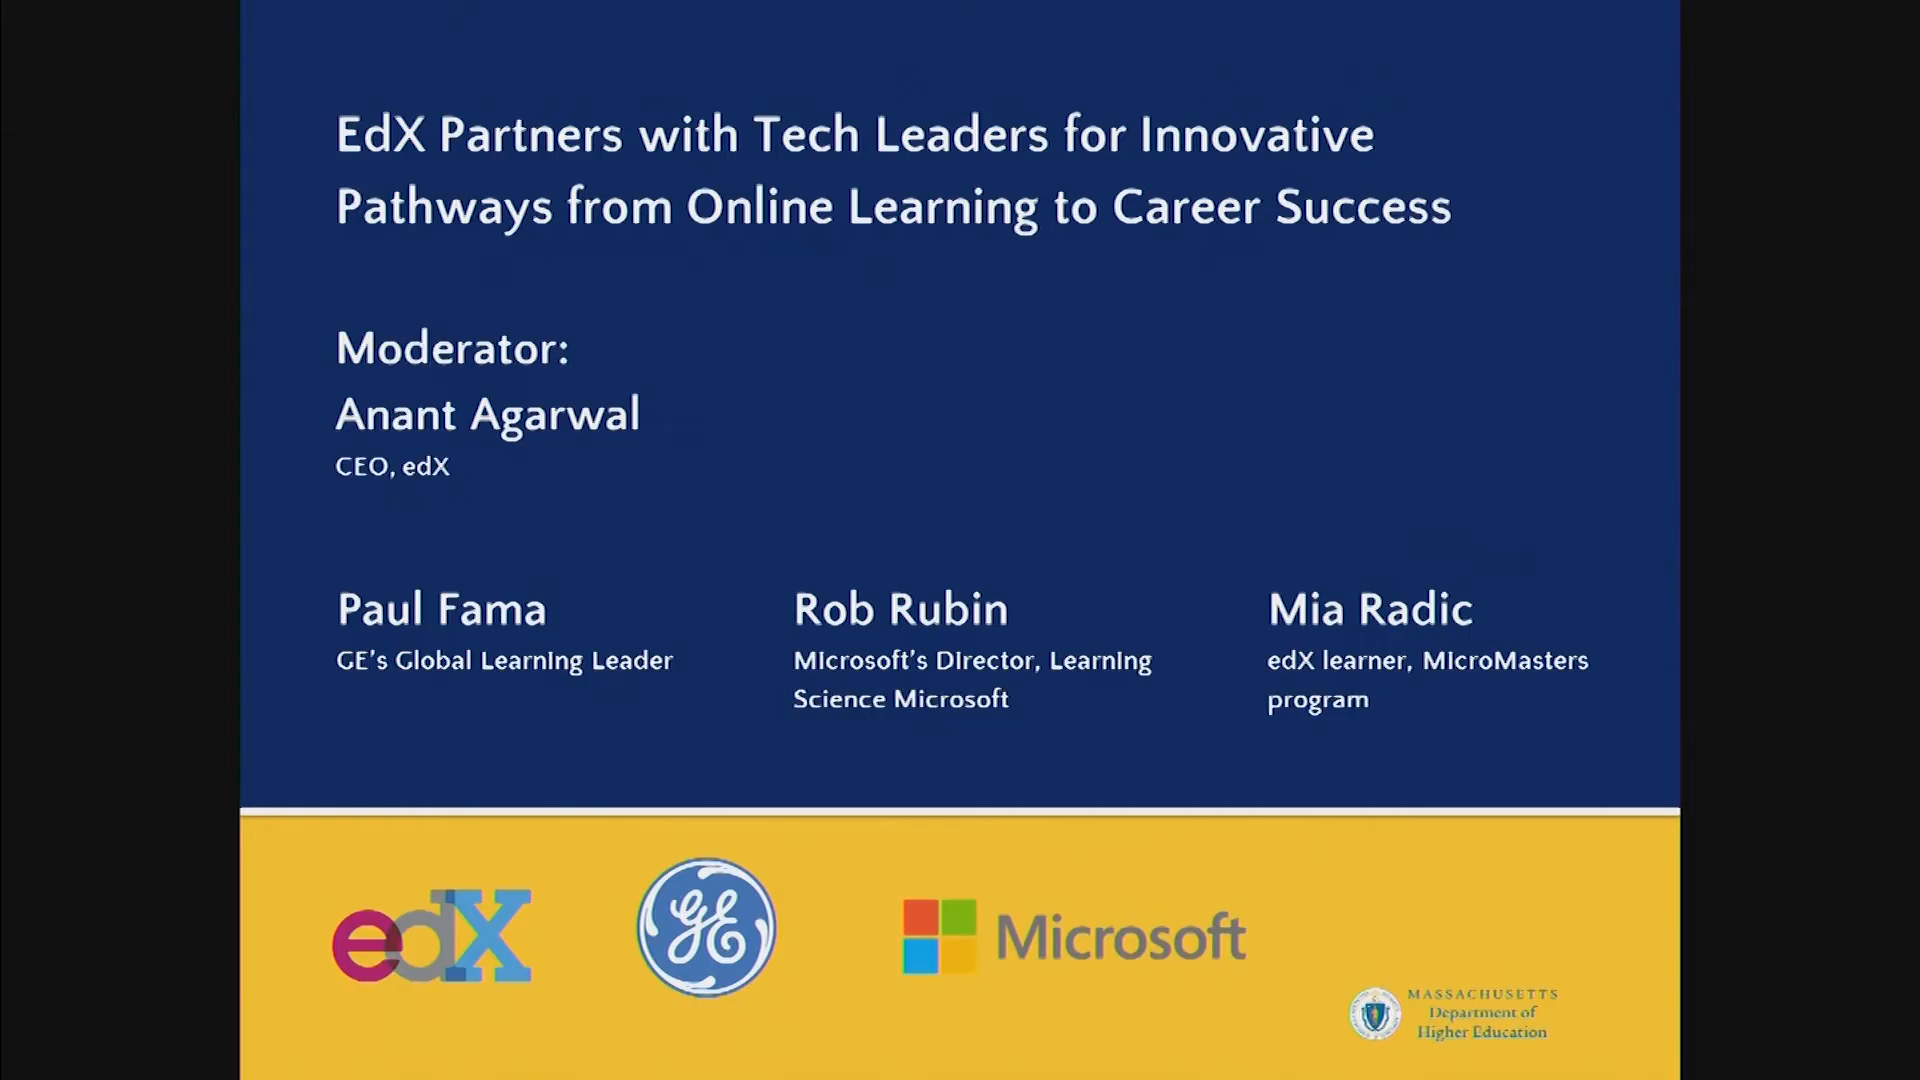 EdX Partners with Tech Leaders for Innovative
Pathways from Online Learning to Career Success
Moderator:
Anant Agarwal
CEO, edX
Paul Fama
GE's Global Learning Leader
Rob Rubin
Microsoft's Director, Learning
Science Microsoft
Mia Radic
edX learner, MicroMasters
program
edX
GE
Microsoft
MASSACHUSETTS
Department of
Higher Education